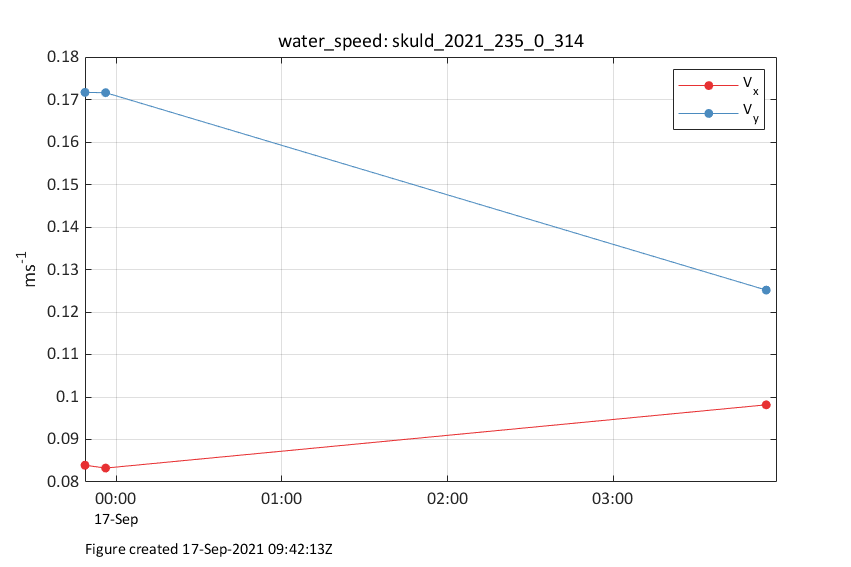 water_speed: skuld_2021_235_0_314
V_x
V_y
ms^-1
0.18
0.17
0.16
0.15
0.14
0.13
0.12
0.11
0.1
0.09
0.08
00:00 01:00 02:00 03:00
17-Sep
Figure created 17-Sep-2021 09:42:13Z